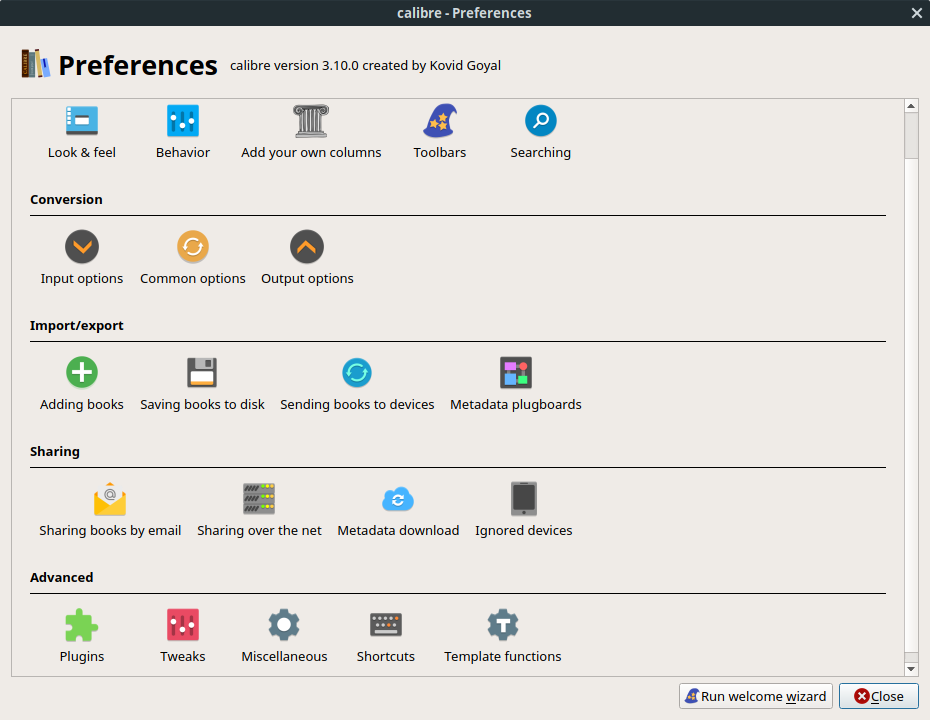 calibre - Preferences
Preferences calibre version 3.10.0 created by Kovid Goyal
Look & feel Behavior Add your own columns Toolbars Searching
Conversion
Input options Common options Output options
Import/export
Adding books Saving books to disk Sending books to devices Metadata plugboards
Sharing
Sharing books by email Sharing over the net Metadata download Ignored devices
Advanced
Plugins Tweaks Miscellaneous Shortcuts Template functions
Run welcome wizard Close